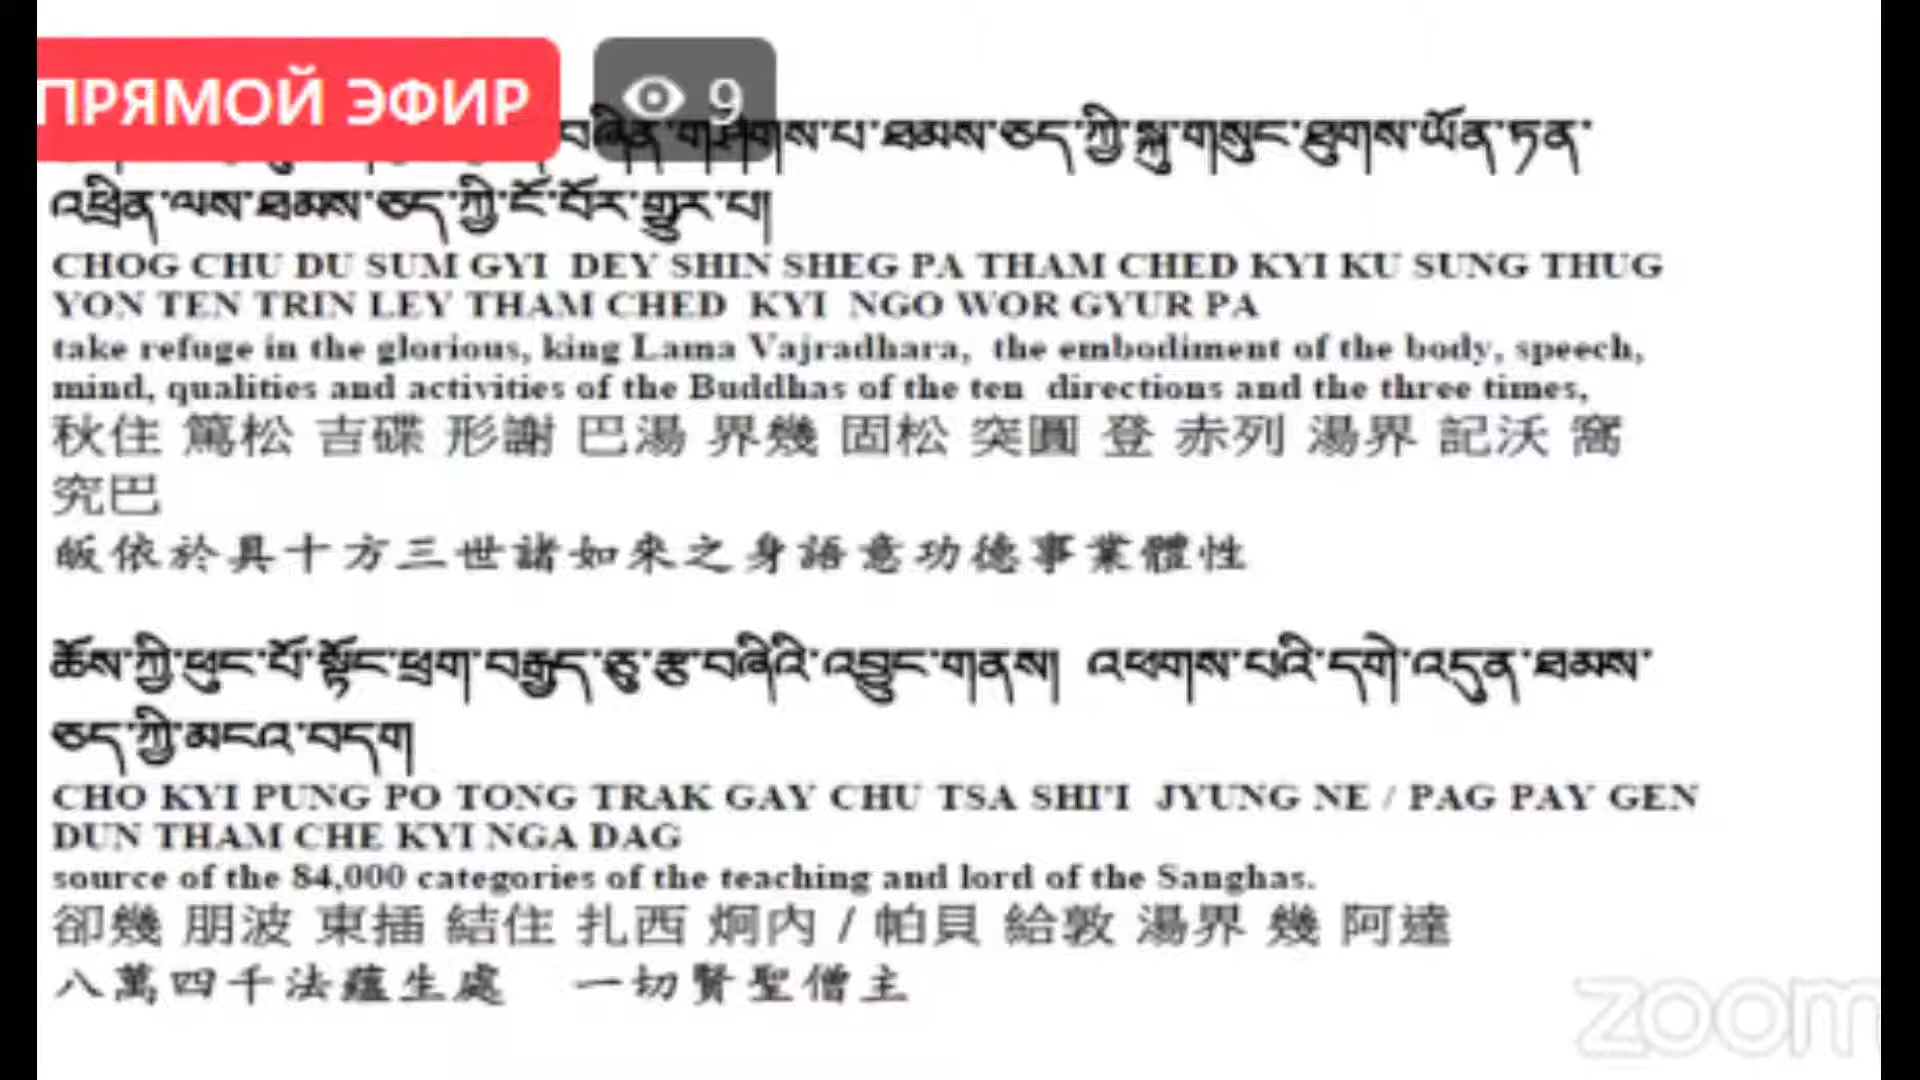 ПРЯМОЙ ЭФИР
9
གཤེགས་པ་ཐམས་ཅད་ཀྱི་སྐུ་གསུང་ཐུགས་ཡོན་ཏན་
འཕྲིན་ལས་ཐམས་ཅད་ཀྱི་ངོ་བོར་གྱུར་པ།
CHOG CHU DU SUM GYI DEY SHIN SHEG PA THAM CHED KYI KU SUNG THUG
YON TEN TRIN LEY THAM CHED KYI NGO WOR GYUR PA
take refuge in the glorious, king Lama Vajradhara, the embodiment of the body, speech,
mind, qualities and activities of the Buddhas of the ten directions and the three times,
秋住 篤松 吉碟 形謝 巴湯 界幾 固松 突圓 登 赤列 湯界 記沃 窩
究巴
皈依於具十方三世諸如來之身語意功德事業體性
ཆོས་ཀྱི་ཕུང་པོ་སྟོང་ཕྲག་བརྒྱད་ཅུ་རྩ་བཞིའི་འབྱུང་གནས། འཕགས་པའི་དགེ་འདུན་ཐམས་
ཅད་ཀྱི་མངའ་བདག
CHO KYI PUNG PO TONG TRAK GAY CHU TSA SHI'I JYUNG NE / PAG PAY GEN
DUN THAM CHE KYI NGA DAG
source of the 84,000 categories of the teaching and lord of the Sanghas.
卻幾 朋波 東插 結住 扎西 炯內 / 帕貝 給敦 湯界 幾 阿達
八萬四千法蘊生處 一切賢聖僧主
zoom